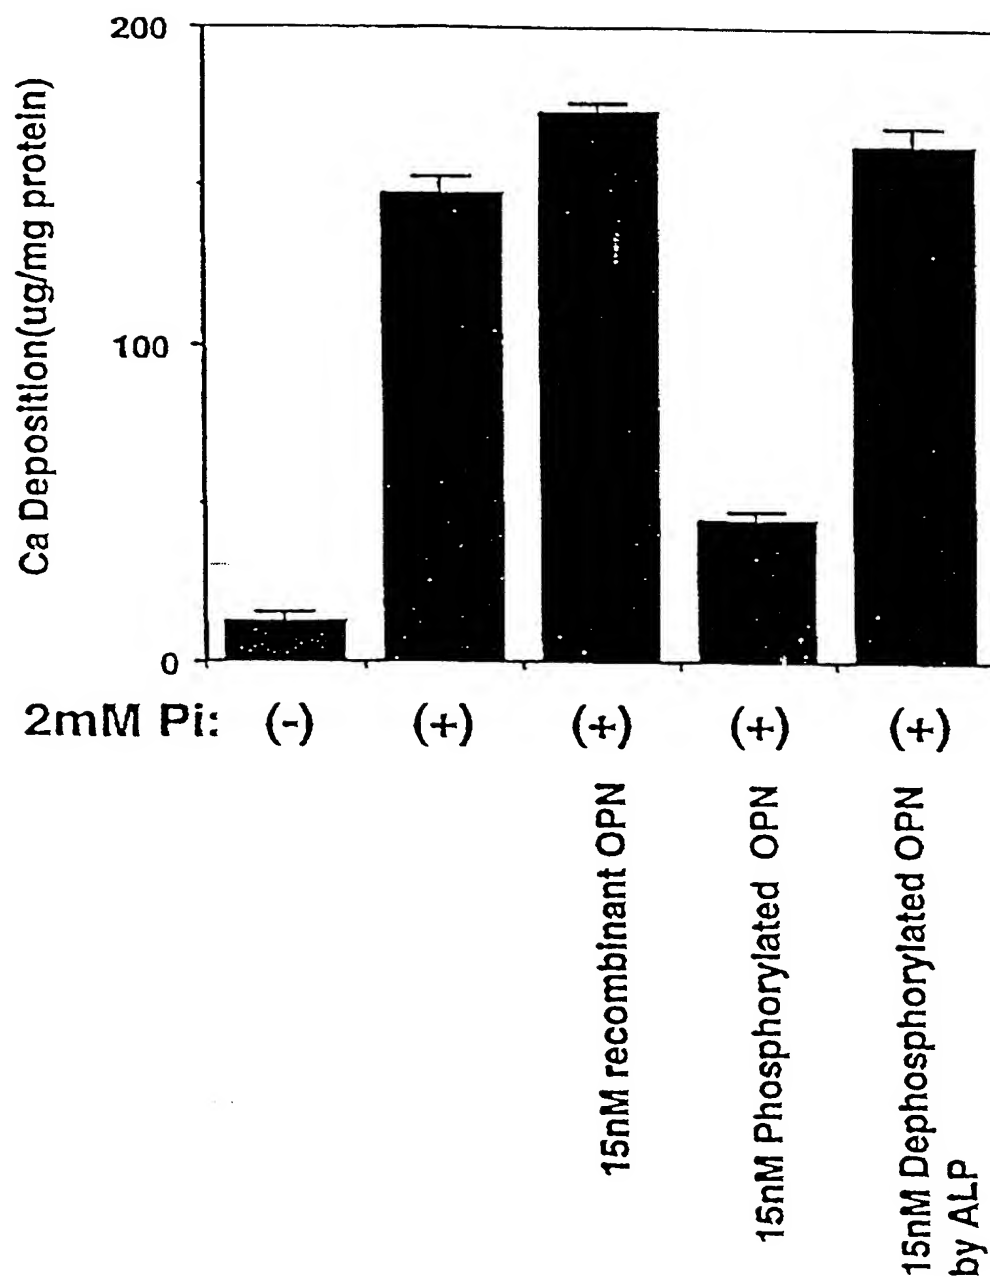 200
Ca Deposition(ug/mg protein)
100
0
2mM Pi: (-) (+) (+) (+) (+)
15nM recombinant OPN
15nM Phosphorylated OPN
15nM Dephosphorylated OPN
by ALP